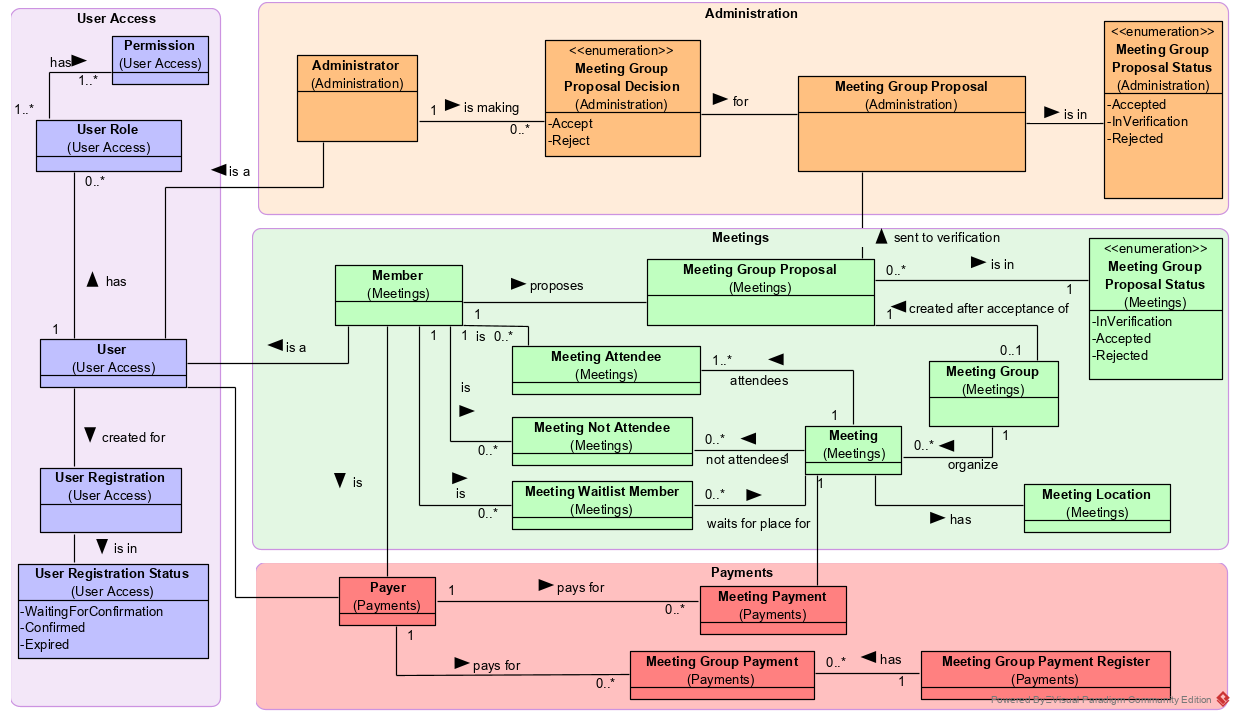 User Access
Permission
(User Access)
has
1..*
1..*
User Role
(User Access)
0..*
has
1
User
(User Access)
created for
User Registration
(User Access)
is in
User Registration Status
(User Access)
-WaitingForConfirmation
-Confirmed
-Expired
Administration
Administrator
(Administration)
is a
1
is making
0..*
<<enumeration>>
Meeting Group
Proposal Decision
(Administration)
-Accept
-Reject
for
Meeting Group Proposal
(Administration)
is in
<<enumeration>>
Meeting Group
Proposal Status
(Administration)
-Accepted
-InVerification
-Rejected
Meetings
sent to verification
Member
(Meetings)
is a
proposes
Meeting Group Proposal
(Meetings)
0..*
is in
1
<<enumeration>>
Meeting Group
Proposal Status
(Meetings)
-InVerification
-Accepted
-Rejected
1
created after acceptance of
0..1
1
1
1
is
0..*
Meeting Attendee
(Meetings)
1..*
attendees
1
Meeting Group
(Meetings)
1
0..*
organize
is
0..*
Meeting Not Attendee
(Meetings)
0..*
not attendees
1
Meeting
(Meetings)
is
is
0..*
Meeting Waitlist Member
(Meetings)
0..*
waits for place for
1
has
Meeting Location
(Meetings)
Payments
Payer
(Payments)
1
pays for
0..*
Meeting Payment
(Payments)
1
pays for
0..*
Meeting Group Payment
(Payments)
0..*
has
1
Meeting Group Payment Register
(Payments)
Powered By Visual Paradigm Community Edition